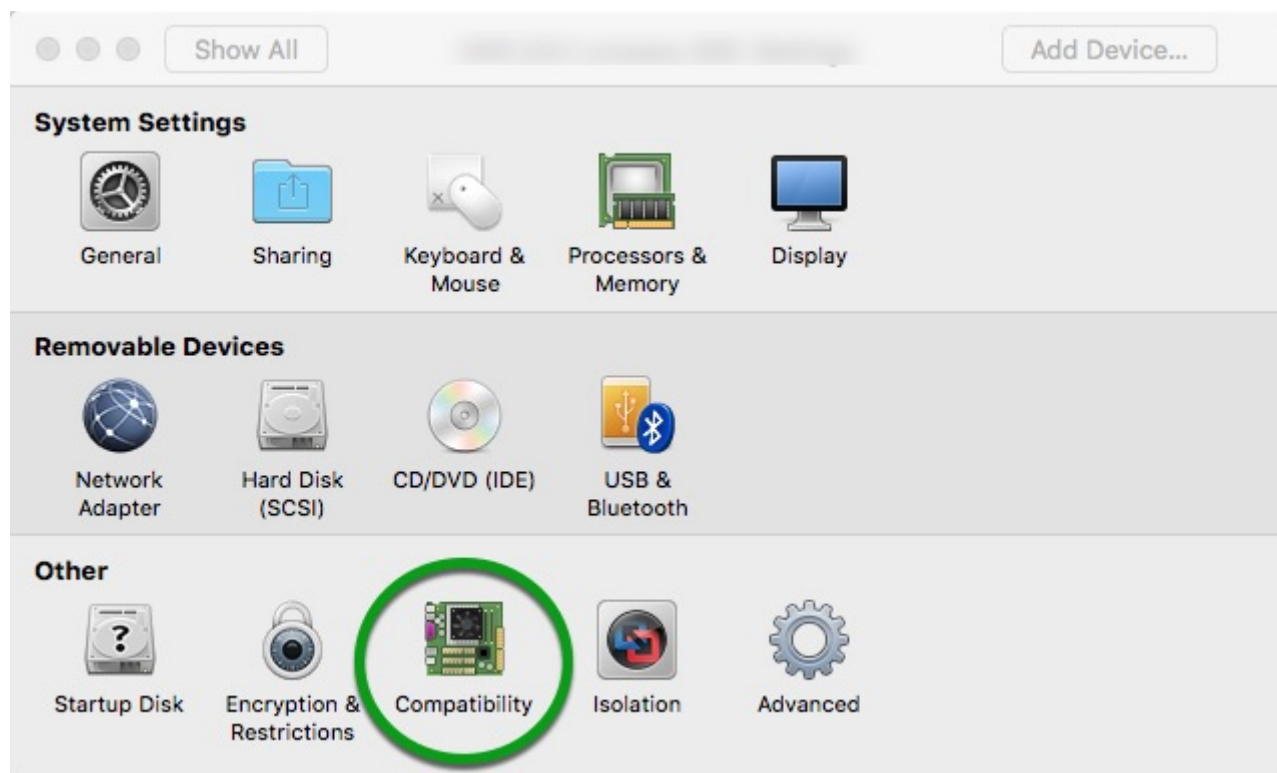 Show All
Add Device...
System Settings
General
Sharing
Keyboard &
Mouse
Processors &
Memory
Display
Removable Devices
Network
Adapter
Hard Disk
(SCSI)
CD/DVD (IDE)
USB &
Bluetooth
Other
Startup Disk
Encryption &
Restrictions
Compatibility
Isolation
Advanced